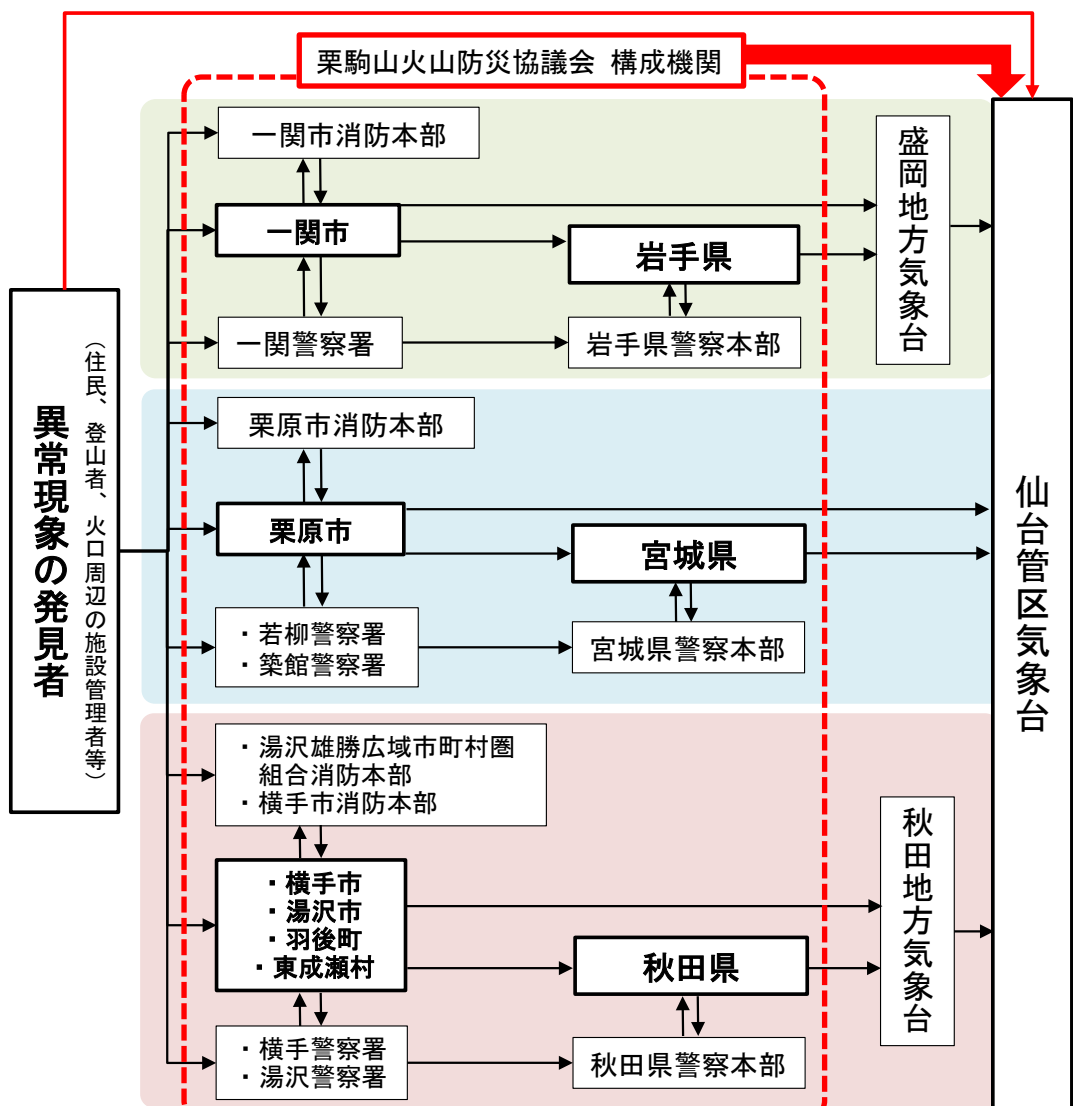 栗駒山火山防災協議会 構成機関
異常現象の発見者
(住民、登山者、火口周辺の施設管理者等)
一関市消防本部
一関市
一関警察署
岩手県
岩手県警察本部
盛岡地方気象台
栗原市消防本部
栗原市
・若柳警察署
・築館警察署
宮城県
宮城県警察本部
・湯沢雄勝広域市町村圏
組合消防本部
・横手市消防本部
・横手市
・湯沢市
・羽後町
・東成瀬村
・横手警察署
・湯沢警察署
秋田県
秋田県警察本部
秋田地方気象台
仙台管区気象台